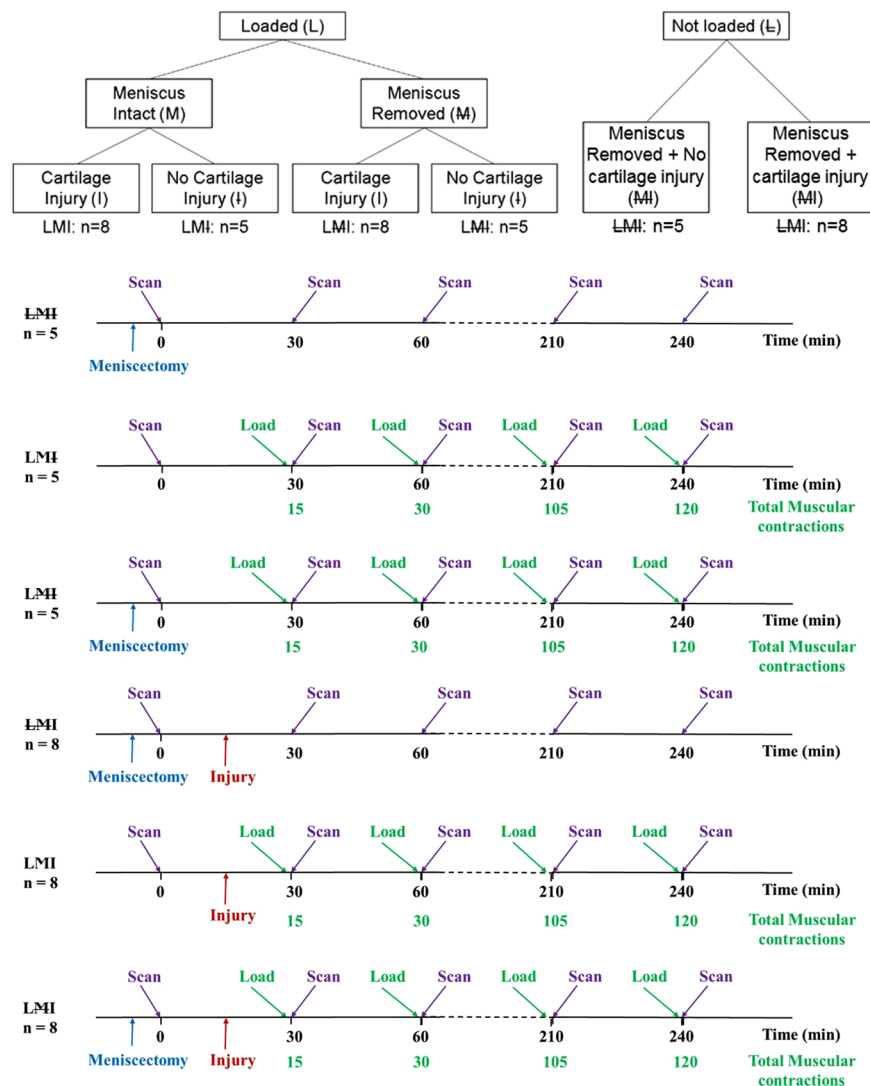 Loaded (L)
Not loaded (L̶)
Meniscus
Intact (M)
Meniscus
Removed (M̶)
Meniscus
Removed + No
cartilage injury
(M̶I̶)
Meniscus
Removed +
cartilage injury
(M̶I)
Cartilage
Injury (I)
No Cartilage
Injury (I̶)
Cartilage
Injury (I)
No Cartilage
Injury (I̶)
LMI: n=8
LMI̶: n=5
LM̶I: n=8
LM̶I̶: n=5
L̶M̶I̶: n=5
L̶M̶I: n=8
Scan Scan Scan Scan Scan
L̶M̶I̶
n = 5
0 30 60 210 240 Time (min)
Meniscectomy
Scan Load Scan Load Scan Load Scan Load Scan
LMI̶
n = 5
0 30 60 210 240 Time (min)
15 30 105 120 Total Muscular
contractions
Scan Load Scan Load Scan Load Scan Load Scan
LM̶I̶
n = 5
0 30 60 210 240 Time (min)
Meniscectomy 15 30 105 120 Total Muscular
contractions
Scan Scan Scan Scan Scan
L̶M̶I
n = 8
0 30 60 210 240 Time (min)
Meniscectomy Injury
Scan Load Scan Load Scan Load Scan Load Scan
LMI
n = 8
0 30 60 210 240 Time (min)
Injury 15 30 105 120 Total Muscular
contractions
Scan Load Scan Load Scan Load Scan Load Scan
LM̶I
n = 8
0 30 60 210 240 Time (min)
Meniscectomy Injury 15 30 105 120 Total Muscular
contractions